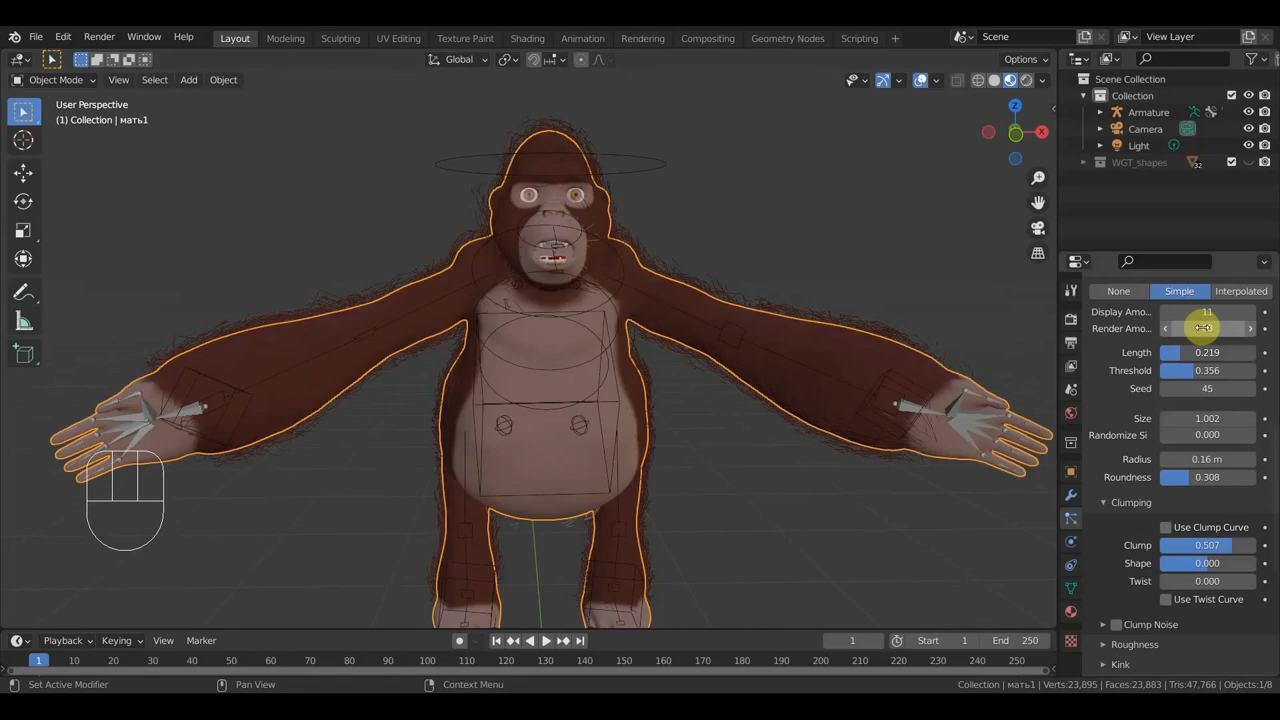 File Edit Render Window Help
Layout Modeling Sculpting UV Editing Texture Paint Shading Animation Rendering Compositing Geometry Nodes Scripting +
Scene View Layer
Global Options
Object Mode View Select Add Object
User Perspective
(1) Collection | мать1
X
Z
Scene Collection
Collection
Armature
Camera
Light
WGT_shapes 32
None Simple Interpolated
Display Amo... 11
Render Amo...
Length 0.219
Threshold 0.356
Seed 45
Size 1.002
Randomize Si 0.000
Radius 0.16 m
Roundness 0.308
Clumping
Use Clump Curve
Clump 0.507
Shape 0.000
Twist 0.000
Use Twist Curve
Clump Noise
Roughness
Kink
Playback Keying View Marker 1 Start 1 End 250
1 10 20 30 40 50 60 70 80 90 100 110 120 130 140 150 160 170 180 190 200 210 220 230 240 250
Set Active Modifier Pan View Context Menu Collection | мать1 | Verts:23,895 | Faces:23,883 | Tris:47,766 | Objects:1/8